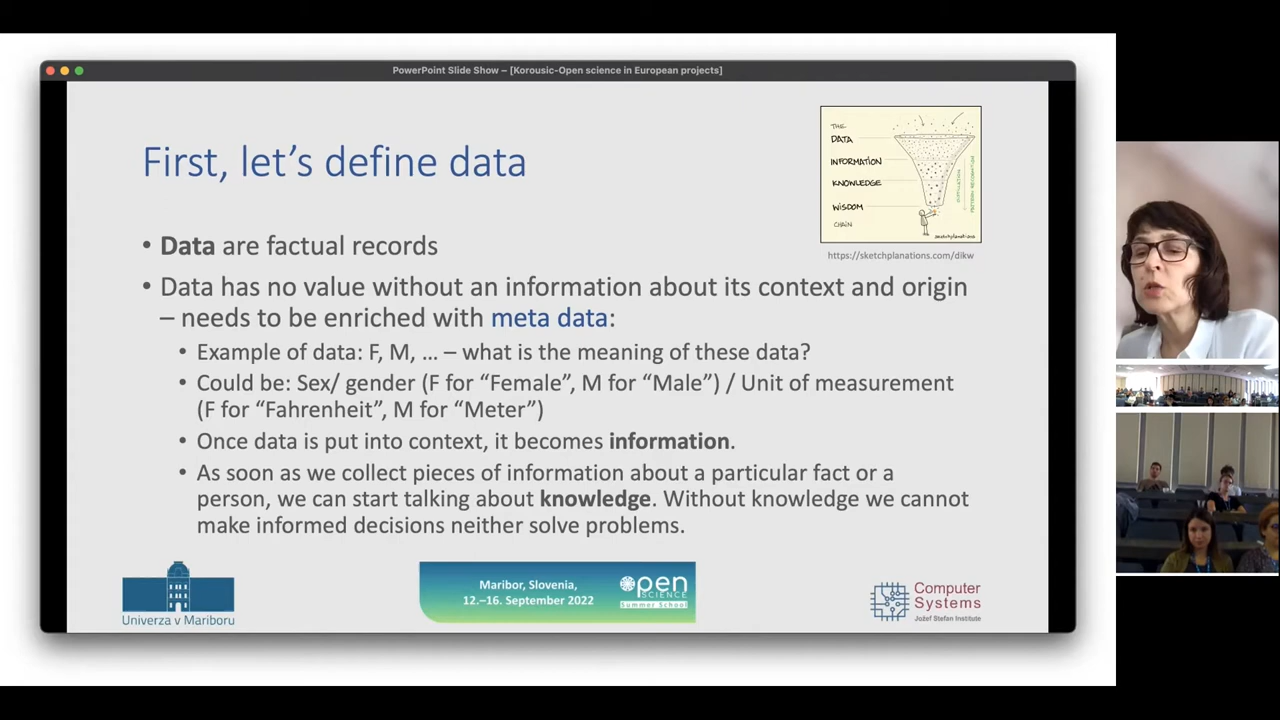 PowerPoint Slide Show – [Korousic-Open science in European projects]
First, let's define data
THE
DATA
INFORMATION
KNOWLEDGE
WISDOM
CHAIN
DISTILLATION
PATTERN RECOGNITION
sketchplanations
https://sketchplanations.com/dikw
• Data are factual records
• Data has no value without an information about its context and origin
– needs to be enriched with meta data:
• Example of data: F, M, … – what is the meaning of these data?
• Could be: Sex/ gender (F for “Female”, M for “Male”) / Unit of measurement
(F for “Fahrenheit”, M for “Meter”)
• Once data is put into context, it becomes information.
• As soon as we collect pieces of information about a particular fact or a
person, we can start talking about knowledge. Without knowledge we cannot
make informed decisions neither solve problems.
Univerza v Mariboru
Maribor, Slovenia,
12.–16. September 2022
Open
SCIENCE
Summer School
Computer
Systems
Jožef Stefan Institute